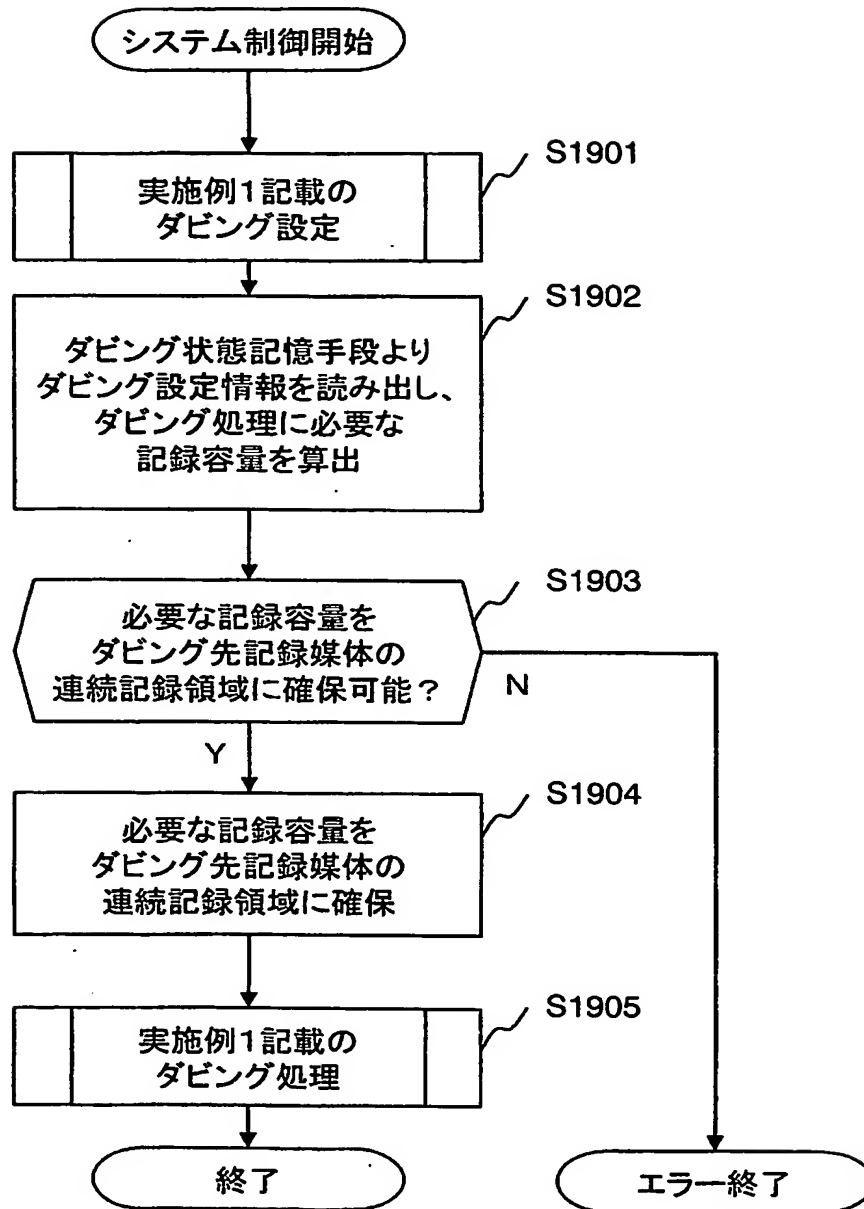 システム制御開始
S1901
実施例1記載の
ダビング設定
S1902
ダビング状態記憶手段より
ダビング設定情報を読み出し、
ダビング処理に必要な
記録容量を算出
S1903
必要な記録容量を
ダビング先記録媒体の
連続記録領域に確保可能？
N
Y
S1904
必要な記録容量を
ダビング先記録媒体の
連続記録領域に確保
S1905
実施例1記載の
ダビング処理
終了
エラー終了